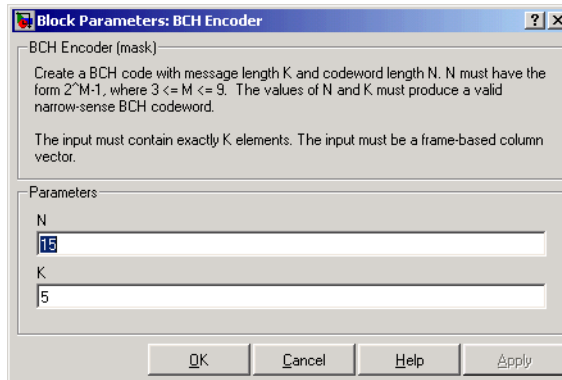 Block Parameters: BCH Encoder
BCH Encoder (mask)
Create a BCH code with message length K and codeword length N. N must have the
form 2^M-1, where 3 <= M <= 9.  The values of N and K must produce a valid
narrow-sense BCH codeword.
The input must contain exactly K elements. The input must be a frame-based column
vector.
Parameters
N
15
K
5
OK Cancel Help Apply